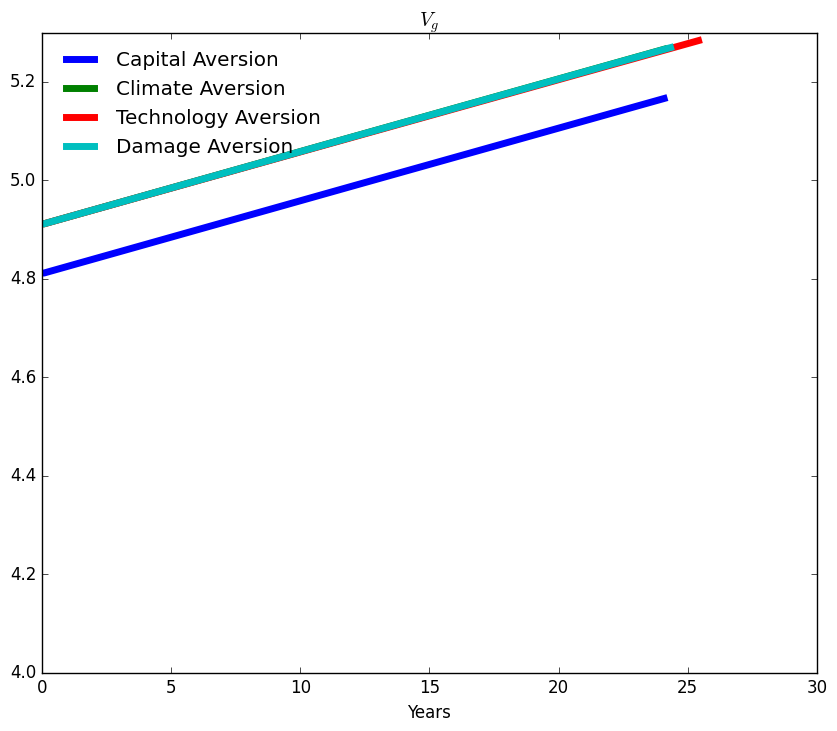 V_g
Capital Aversion
Climate Aversion
Technology Aversion
Damage Aversion
5.2
5.0
4.8
4.6
4.4
4.2
4.0
0 5 10 15 20 25 30
Years